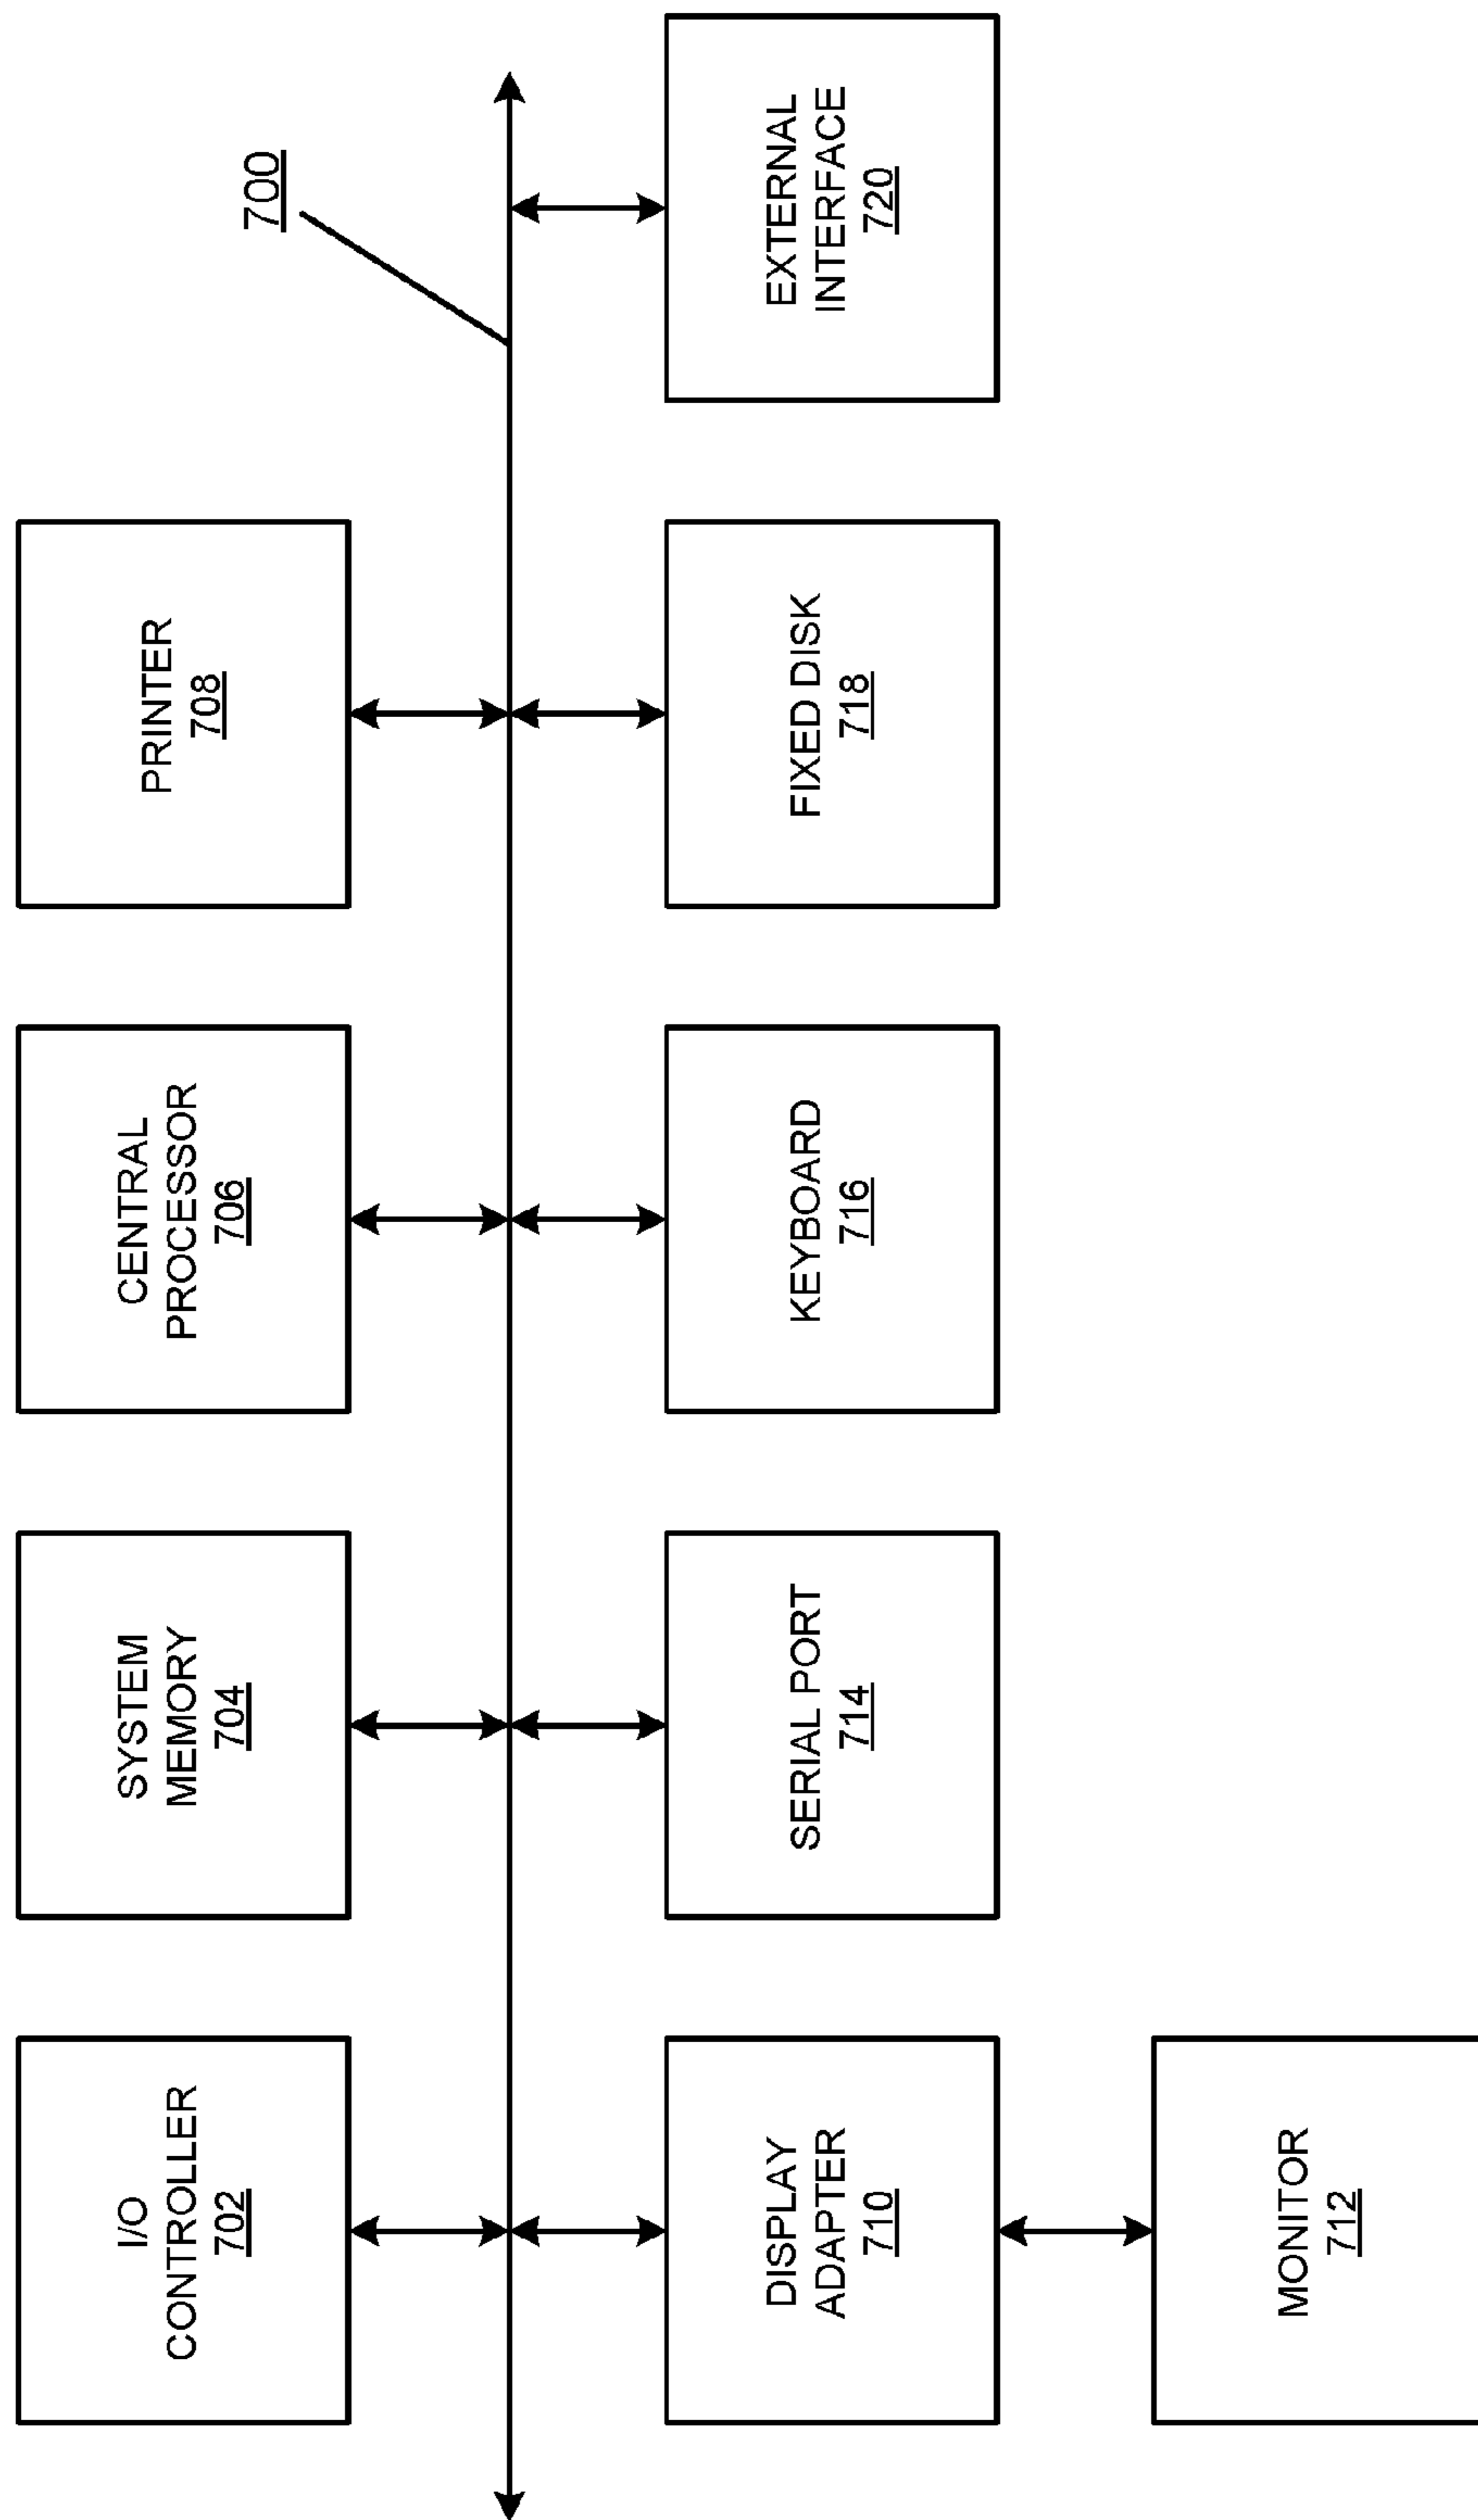 700
I/O
CONTROLLER
702
SYSTEM
MEMORY
704
CENTRAL
PROCESSOR
706
PRINTER
708
DISPLAY
ADAPTER
710
SERIAL PORT
714
KEYBOARD
716
FIXED DISK
718
EXTERNAL
INTERFACE
720
MONITOR
712